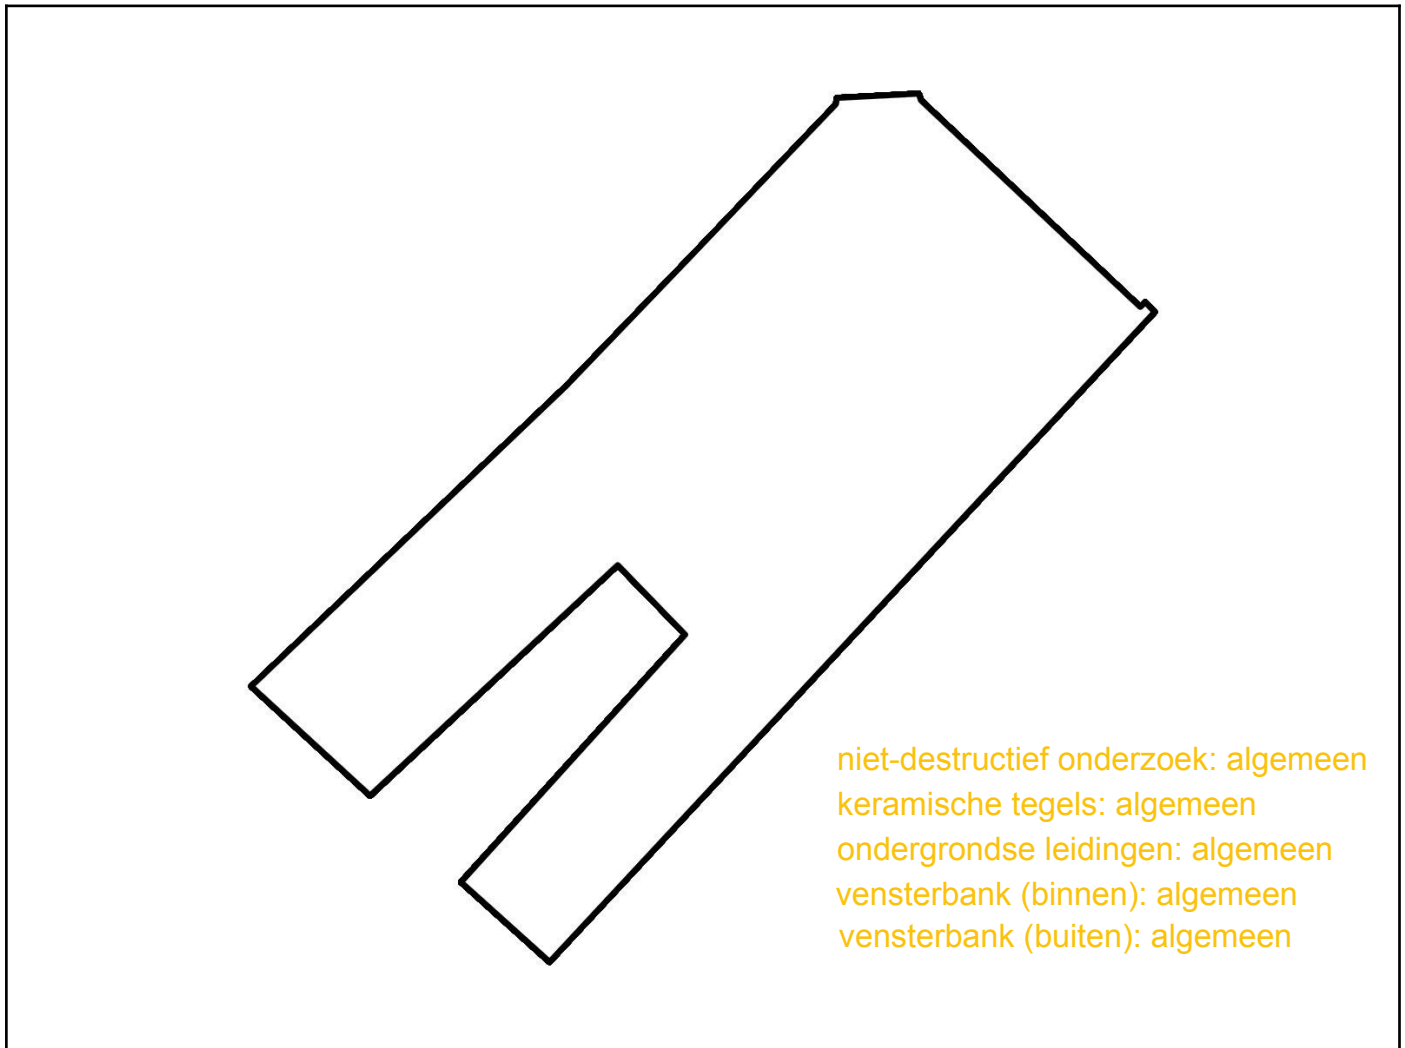 niet-destructief onderzoek: algemeen
keramische tegels: algemeen
ondergrondse leidingen: algemeen
vensterbank (binnen): algemeen
vensterbank (buiten): algemeen